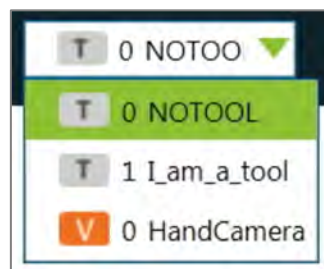 T 0 NOTOO
T 0 NOTOOL
T 1 I_am_a_tool
V 0 HandCamera